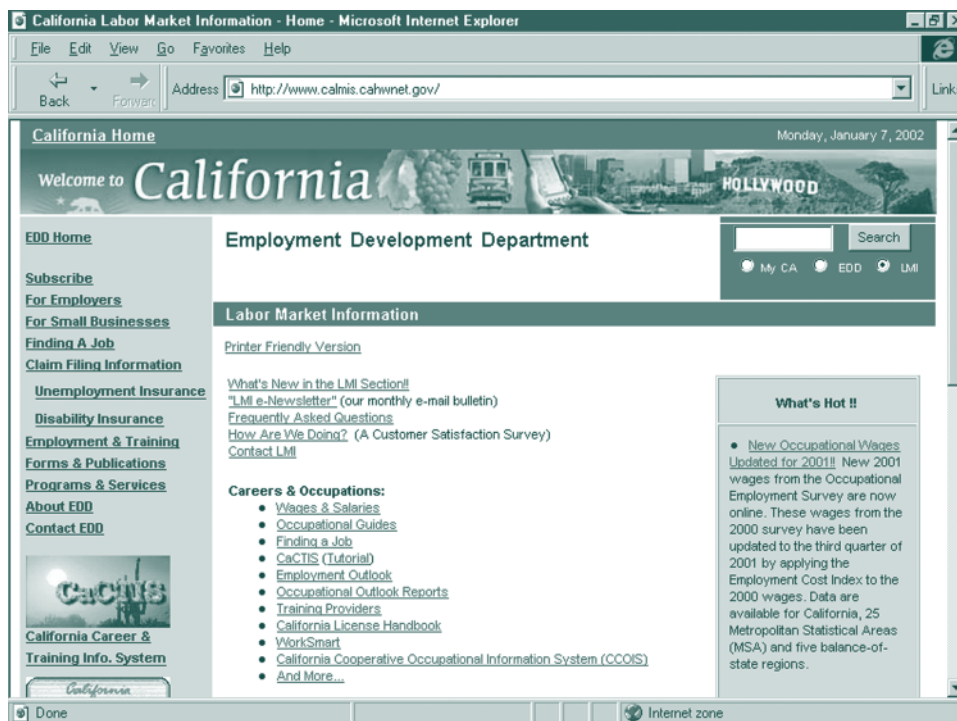 California Labor Market Information - Home - Microsoft Internet Explorer
File Edit View Go Favorites Help
Back Forward Address http://www.calmis.cahwnet.gov/ Link
California Home Monday, January 7, 2002
Welcome to California HOLLYWOOD
EDD Home
Subscribe
For Employers
For Small Businesses
Finding A Job
Claim Filing Information
Unemployment Insurance
Disability Insurance
Employment & Training
Forms & Publications
Programs & Services
About EDD
Contact EDD
CaCTIS
California Career &
Training Info. System
California
Employment Development Department
Search
My CA EDD LMI
Labor Market Information
Printer Friendly Version
What's New in the LMI Section!!
"LMI e-Newsletter" (our monthly e-mail bulletin)
Frequently Asked Questions
How Are We Doing? (A Customer Satisfaction Survey)
Contact LMI
Careers & Occupations:
• Wages & Salaries
• Occupational Guides
• Finding a Job
• CaCTIS (Tutorial)
• Employment Outlook
• Occupational Outlook Reports
• Training Providers
• California License Handbook
• WorkSmart
• California Cooperative Occupational Information System (CCOIS)
• And More...
What's Hot !!
• New Occupational Wages
Updated for 2001!! New 2001
wages from the Occupational
Employment Survey are now
online. These wages from the
2000 survey have been
updated to the third quarter of
2001 by applying the
Employment Cost Index to the
2000 wages. Data are
available for California, 25
Metropolitan Statistical Areas
(MSA) and five balance-of-
state regions.
Done Internet zone